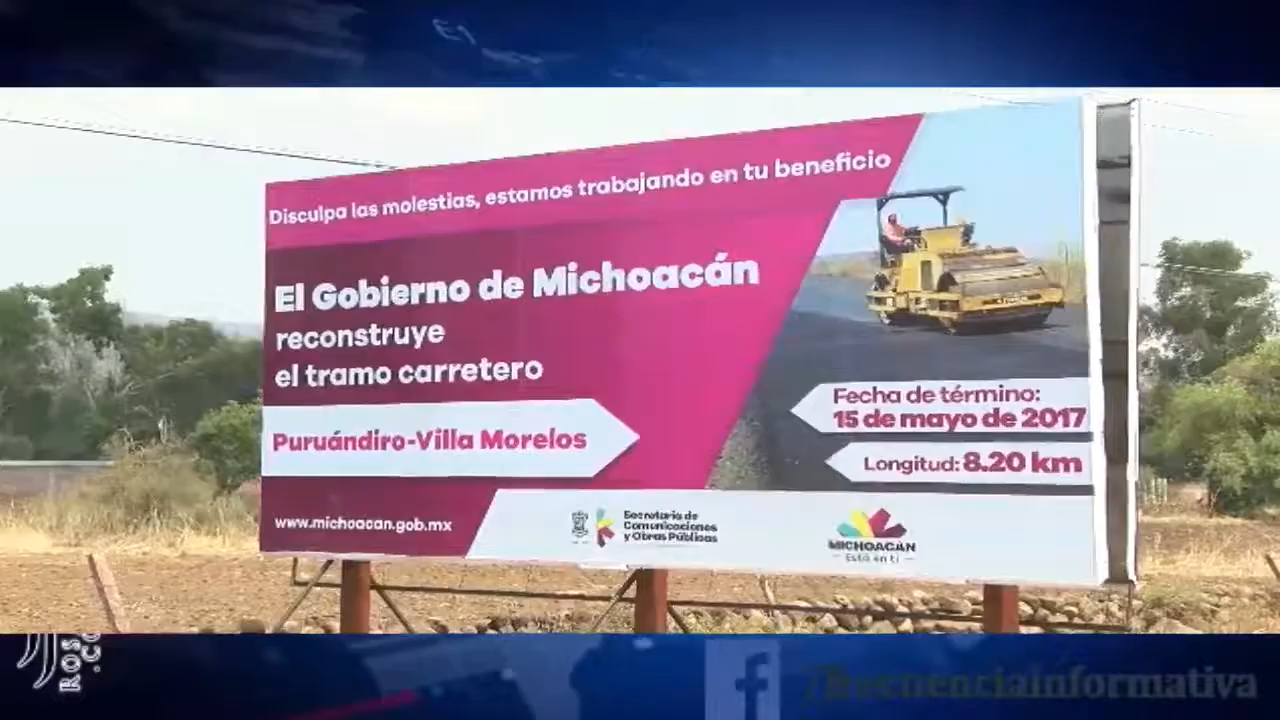 Disculpa las molestias, estamos trabajando en tu beneficio
El Gobierno de Michoacán
reconstruye
el tramo carretero
Puruándiro-Villa Morelos
Fecha de término:
15 de mayo de 2017
Longitud: 8.20 km
www.michoacan.gob.mx
Secretaría de
Comunicaciones
y Obras Públicas
MICHOACÁN
Está en ti
ROS
.CO